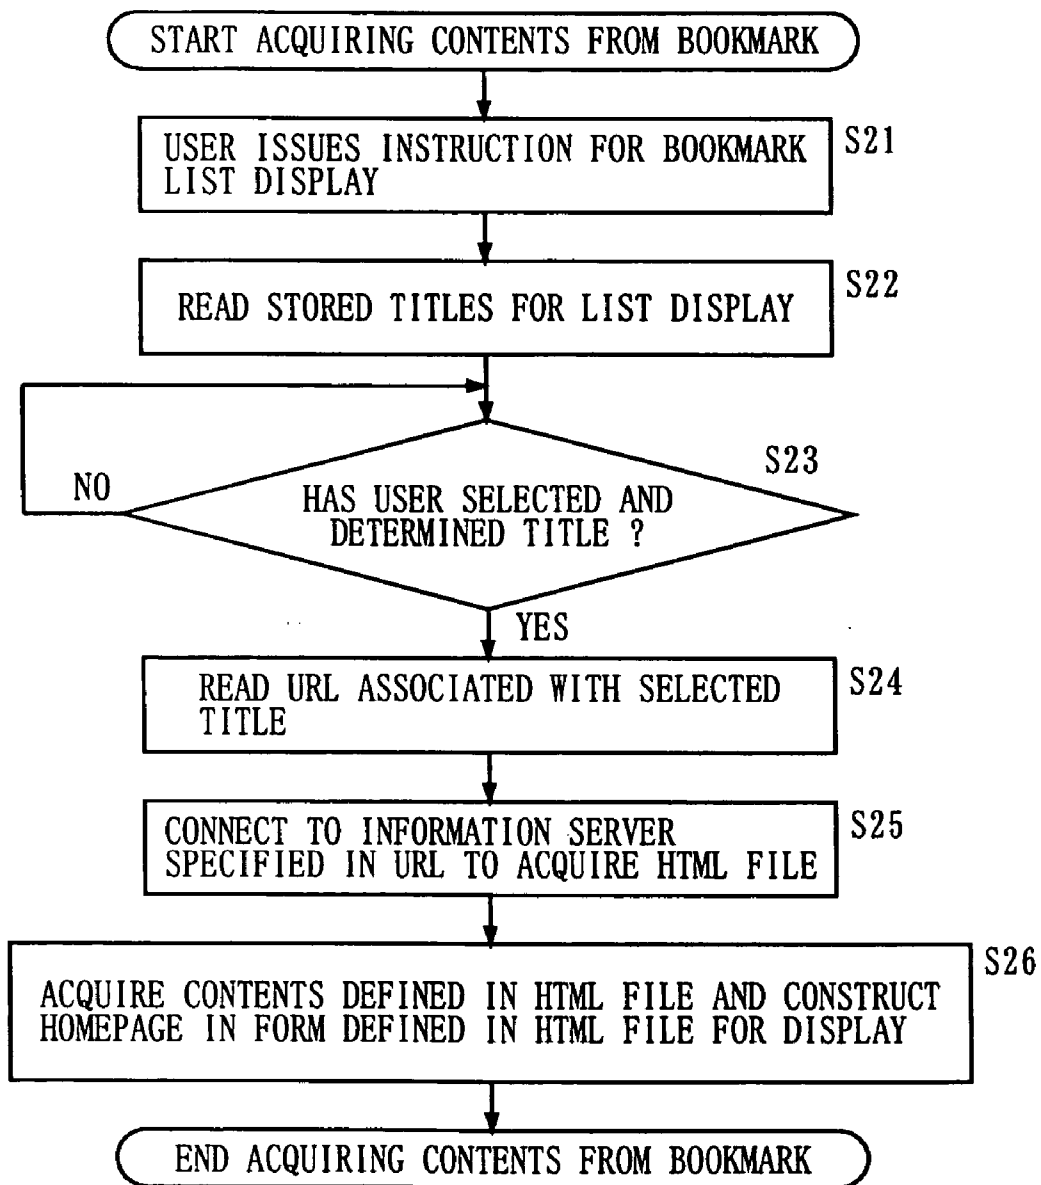 START ACQUIRING CONTENTS FROM BOOKMARK
USER ISSUES INSTRUCTION FOR BOOKMARK
LIST DISPLAY
S21
READ STORED TITLES FOR LIST DISPLAY
S22
S23
NO
HAS USER SELECTED AND
DETERMINED TITLE ?
YES
READ URL ASSOCIATED WITH SELECTED
TITLE
S24
CONNECT TO INFORMATION SERVER
SPECIFIED IN URL TO ACQUIRE HTML FILE
S25
S26
ACQUIRE CONTENTS DEFINED IN HTML FILE AND CONSTRUCT
HOMEPAGE IN FORM DEFINED IN HTML FILE FOR DISPLAY
END ACQUIRING CONTENTS FROM BOOKMARK